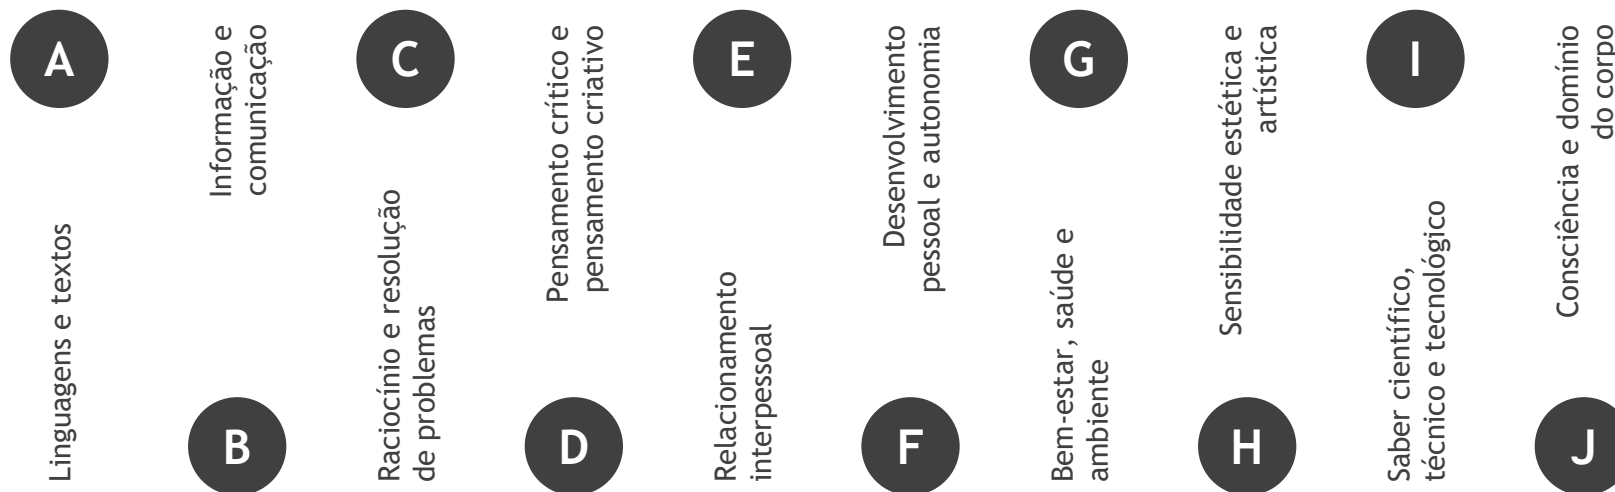 A
Linguagens e textos
Informação e
comunicação
B
C
Raciocínio e resolução
de problemas
Pensamento crítico e
pensamento criativo
D
E
Relacionamento
interpessoal
Desenvolvimento
pessoal e autonomia
F
G
Bem-estar, saúde e
ambiente
Sensibilidade estética e
artística
H
I
Saber científico,
técnico e tecnológico
Consciência e domínio
do corpo
J